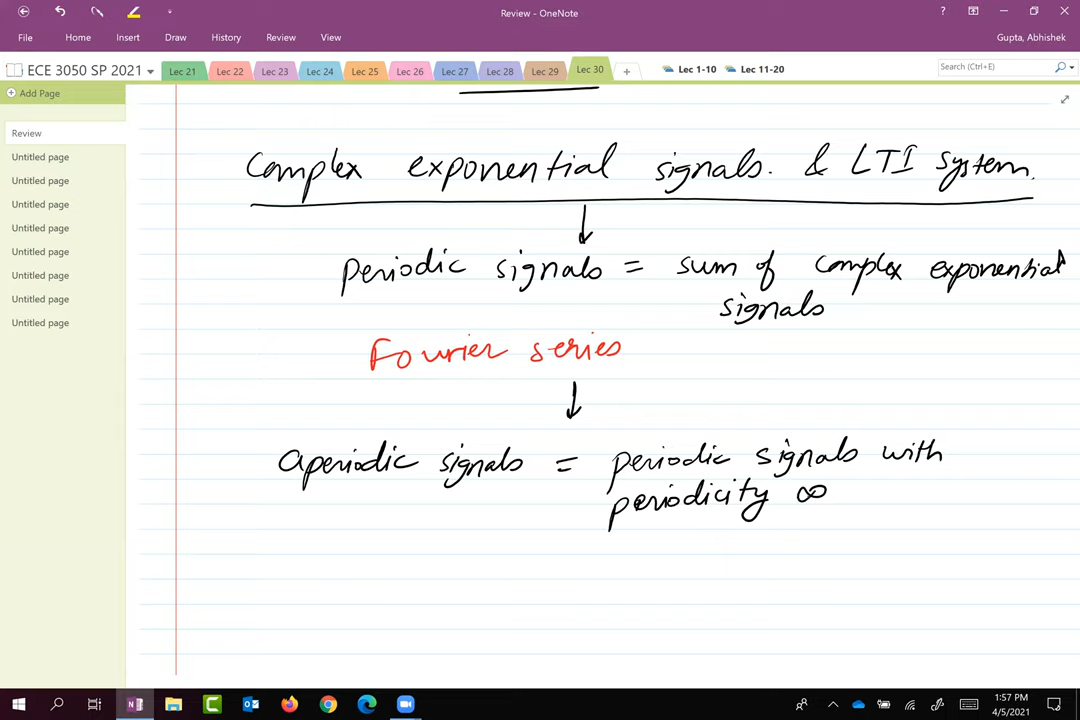 Review - OneNote
File Home Insert Draw History Review View
Gupta, Abhishek
ECE 3050 SP 2021
Lec 21 Lec 22 Lec 23 Lec 24 Lec 25 Lec 26 Lec 27 Lec 28 Lec 29 Lec 30 + Lec 1-10 Lec 11-20
Search (Ctrl+E)
Add Page
Review
Untitled page
Untitled page
Untitled page
Untitled page
Untitled page
Untitled page
Untitled page
Untitled page
Complex exponential signals. & LTI system.
periodic signals = sum of complex exponential
signals
Fourier series
aperiodic signals = periodic signals with
periodicity ∞
1:57 PM
4/5/2021